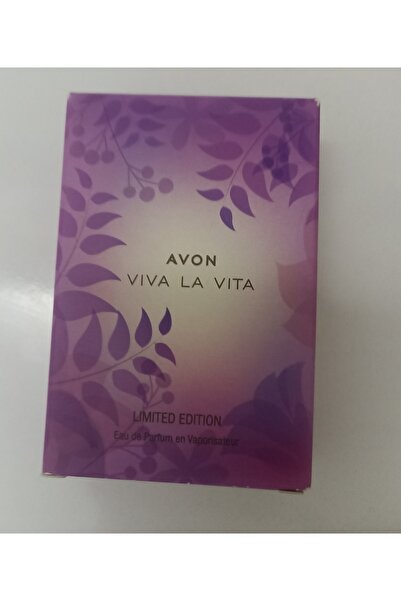 AVON
VIVA LA VITA
LIMITED EDITION
Eau de Parfum en Vaporisateur